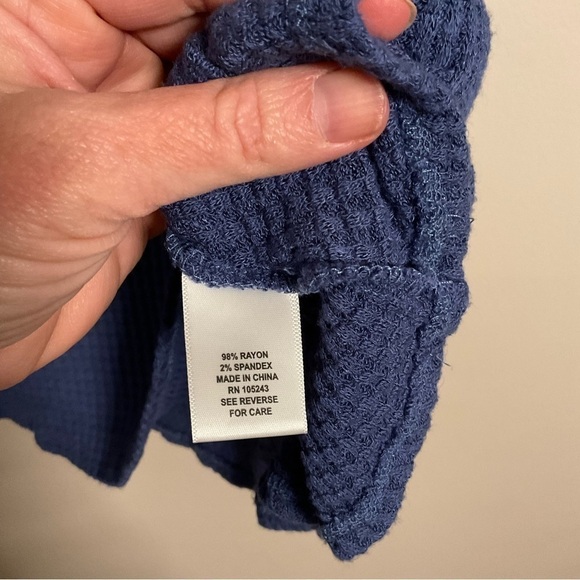 98% RAYON
2% SPANDEX
MADE IN CHINA
RN 105243
SEE REVERSE
FOR CARE